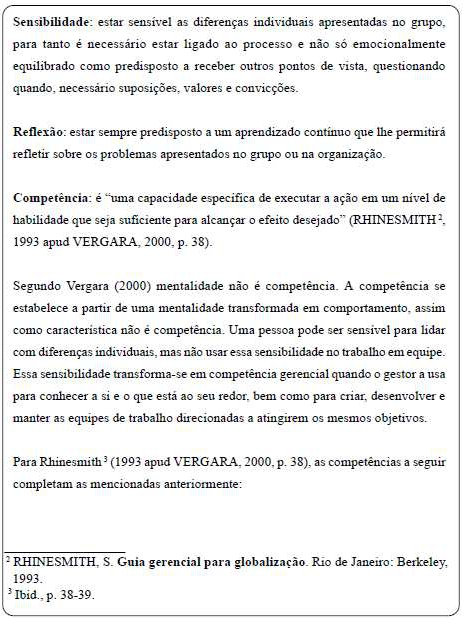 Sensibilidade: estar sensível as diferenças individuais apresentadas no grupo,
para tanto é necessário estar ligado ao processo e não só emocionalmente
equilibrado como predisposto a receber outros pontos de vista, questionando
quando, necessário suposições, valores e convicções.
Reflexão: estar sempre predisposto a um aprendizado contínuo que lhe permitirá
refletir sobre os problemas apresentados no grupo ou na organização.
Competência: é “uma capacidade específica de executar a ação em um nível de
habilidade que seja suficiente para alcançar o efeito desejado” (RHINESMITH 2,
1993 apud VERGARA, 2000, p. 38).
Segundo Vergara (2000) mentalidade não é competência. A competência se
estabelece a partir de uma mentalidade transformada em comportamento, assim
como característica não é competência. Uma pessoa pode ser sensível para lidar
com diferenças individuais, mas não usar essa sensibilidade no trabalho em equipe.
Essa sensibilidade transforma-se em competência gerencial quando o gestor a usa
para conhecer a si e o que está ao seu redor, bem como para criar, desenvolver e
manter as equipes de trabalho direcionadas a atingirem os mesmos objetivos.
Para Rhinesmith 3 (1993 apud VERGARA, 2000, p. 38), as competências a seguir
completam as mencionadas anteriormente:
2 RHINESMITH, S. Guia gerencial para globalização. Rio de Janeiro: Berkeley,
1993.
3 Ibid., p. 38-39.